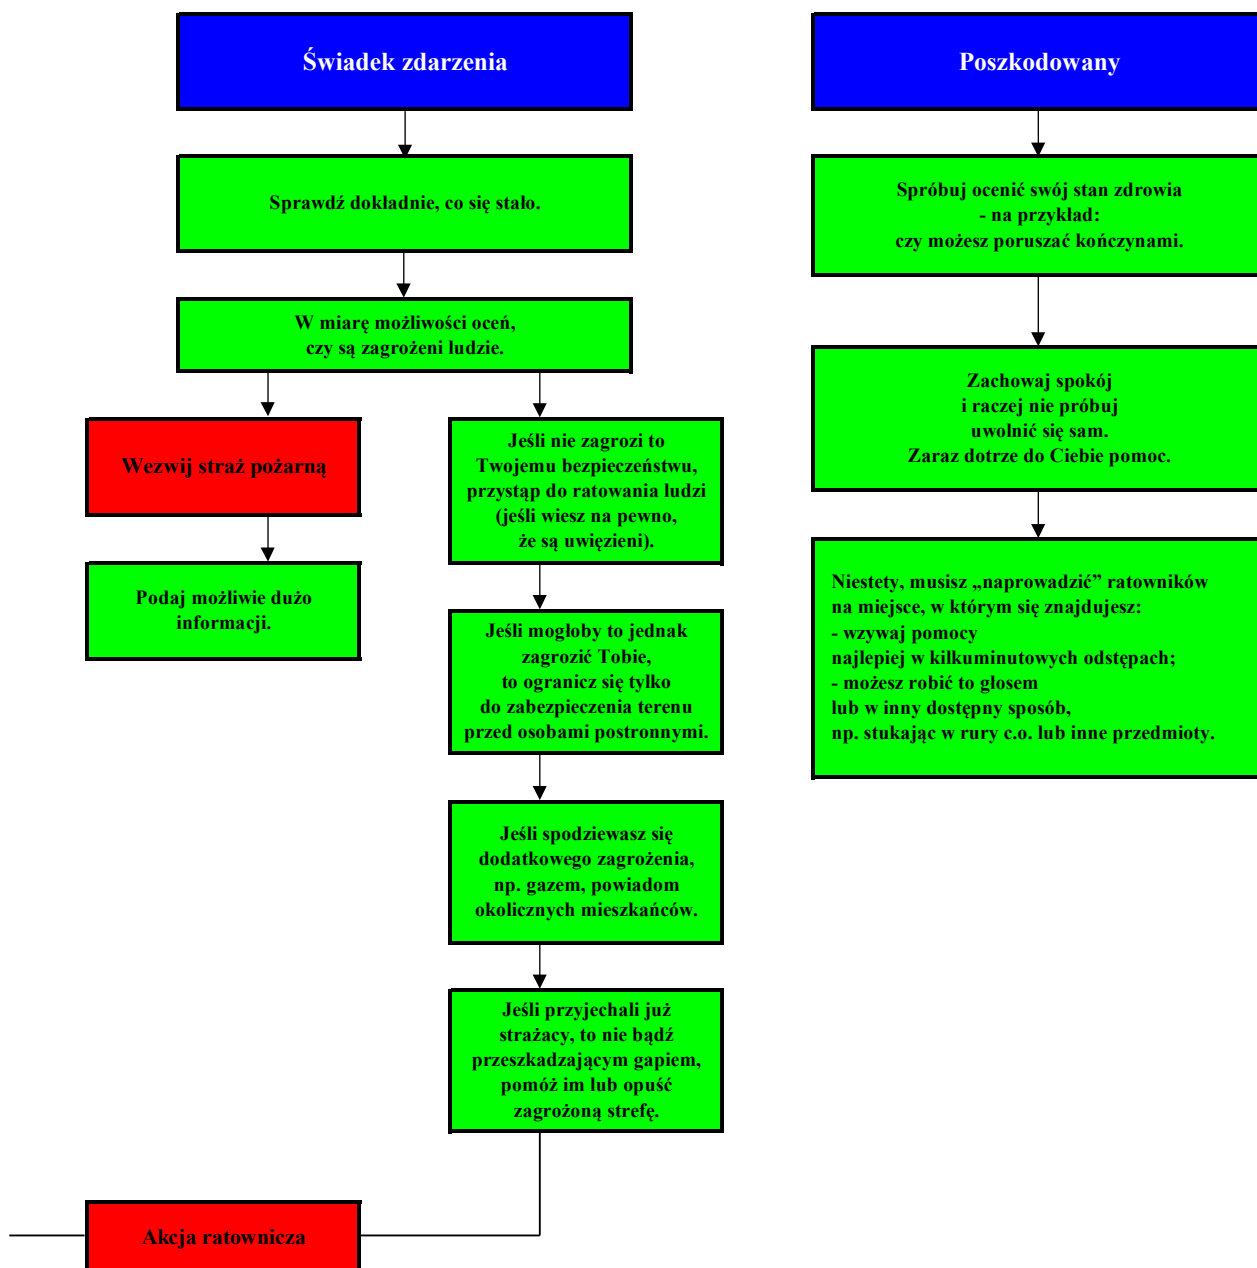 Świadek zdarzenia
Sprawdź dokładnie, co się stało.
W miarę możliwości oceń,
czy są zagrożeni ludzie.
Wezwij straż pożarną
Podaj możliwie dużo
informacji.
Jeśli nie zagrozi to
Twojemu bezpieczeństwu,
przystąp do ratowania ludzi
(jeśli wiesz na pewno,
że są uwięzieni).
Jeśli mogłoby to jednak
zagrozić Tobie,
to ogranicz się tylko
do zabezpieczenia terenu
przed osobami postronnymi.
Jeśli spodziewasz się
dodatkowego zagrożenia,
np. gazem, powiadom
okolicznych mieszkańców.
Jeśli przyjechali już
strażacy, to nie bądź
przeszkadzającym gapiem,
pomóż im lub opuść
zagrożoną strefę.
Akcja ratownicza
Poszkodowany
Spróbuj ocenić swój stan zdrowia
- na przykład:
czy możesz poruszać kończynami.
Zachowaj spokój
i raczej nie próbuj
uwolnić się sam.
Zaraz dotrze do Ciebie pomoc.
Niestety, musisz „naprowadzić” ratowników
na miejsce, w którym się znajdujesz:
- wzywaj pomocy
najlepiej w kilkuminutowych odstępach;
- możesz robić to głosem
lub w inny dostępny sposób,
np. stukając w rury c.o. lub inne przedmioty.